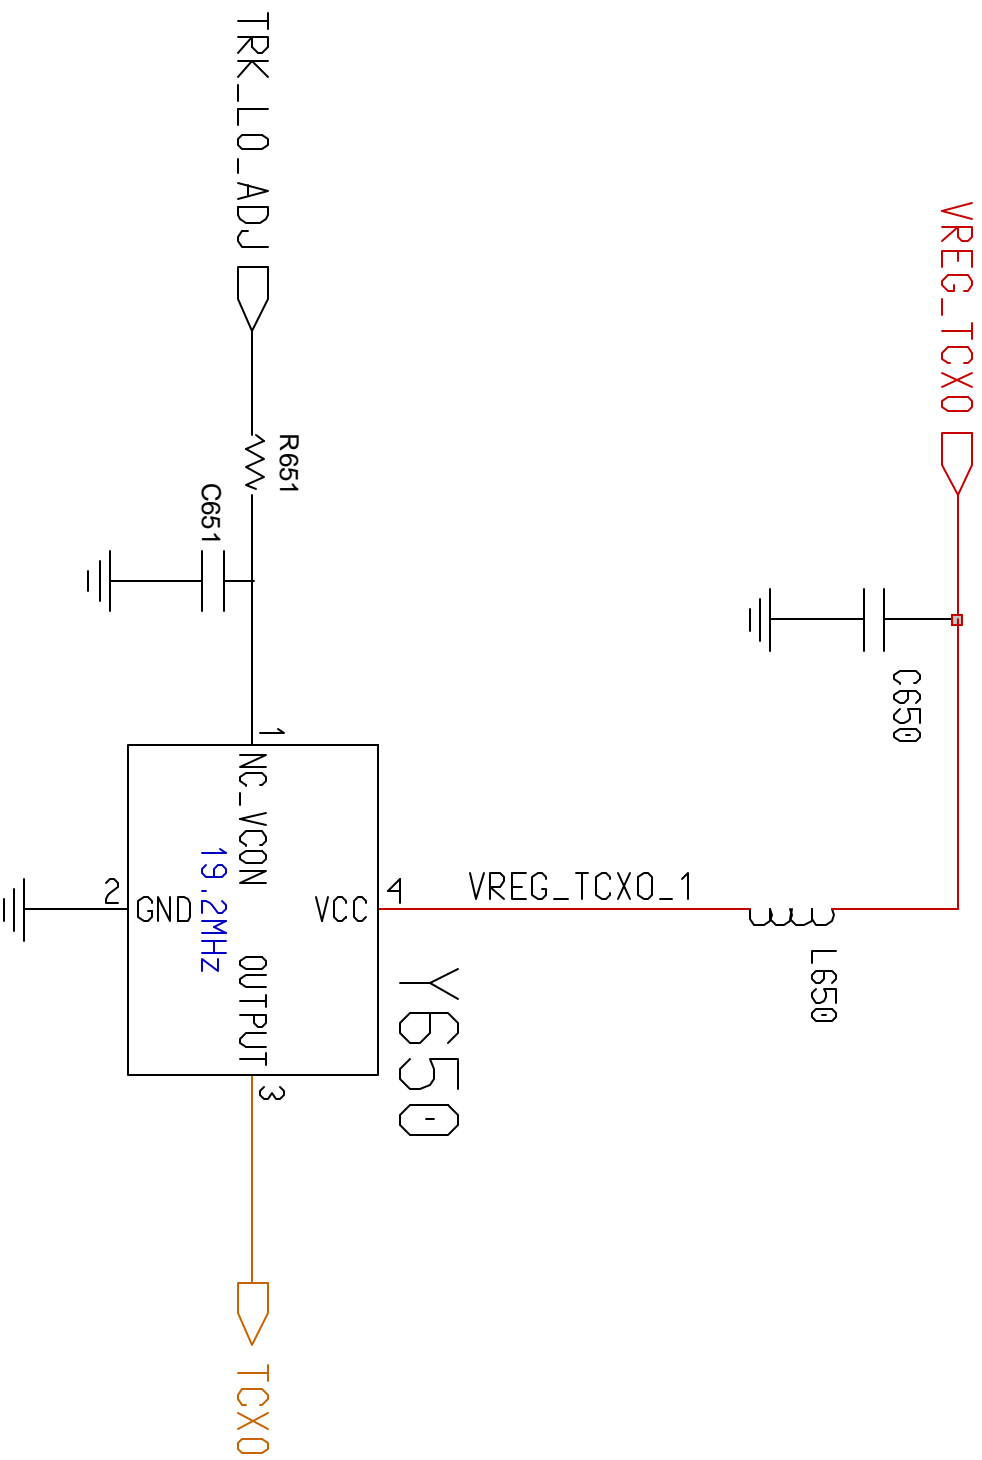 VREG_TCXO
C650
L650
VREG_TCXO_1
Y650
TRK_LO_ADJ
R651
C651
1
NC_VCON
4
VCC
2
GND
19.2MHz
OUTPUT
3
TCXO